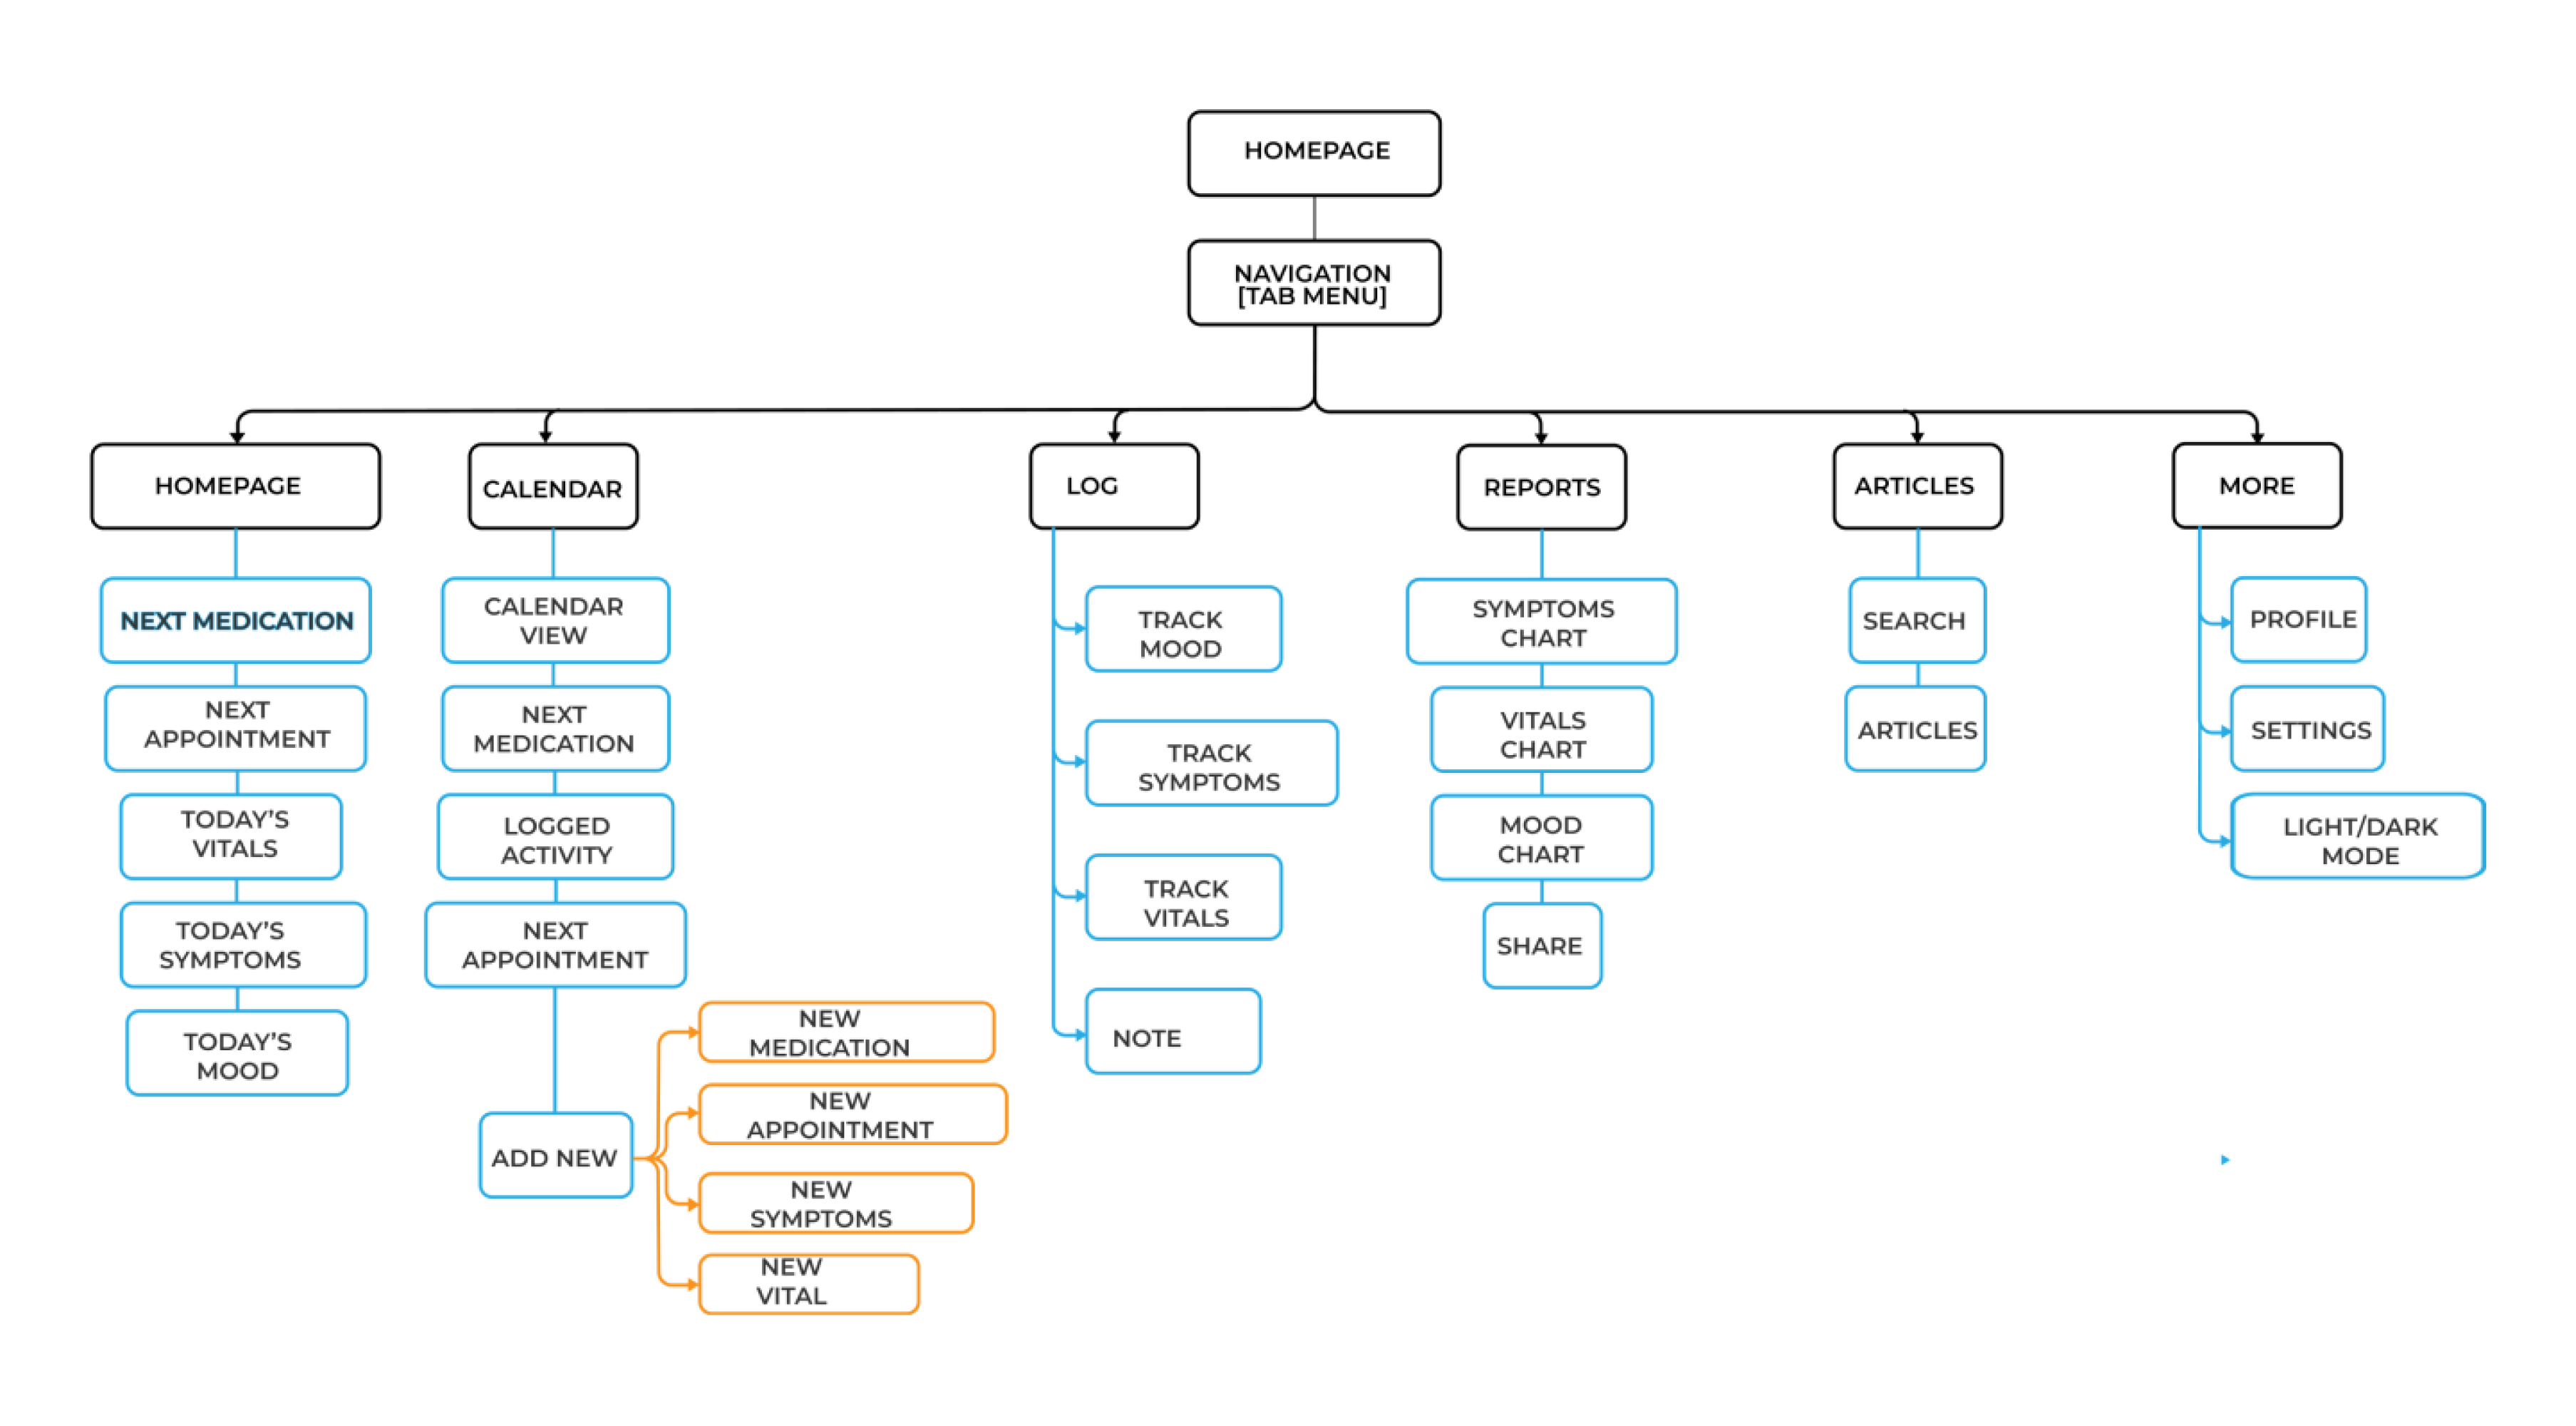 HOMEPAGE
NAVIGATION
[TAB MENU]
HOMEPAGE
NEXT MEDICATION
NEXT
APPOINTMENT
TODAY'S
VITALS
TODAY'S
SYMPTOMS
TODAY'S
MOOD
CALENDAR
CALENDAR
VIEW
NEXT
MEDICATION
LOGGED
ACTIVITY
NEXT
APPOINTMENT
ADD NEW
NEW
MEDICATION
NEW
APPOINTMENT
NEW
SYMPTOMS
NEW
VITAL
LOG
TRACK
MOOD
TRACK
SYMPTOMS
TRACK
VITALS
NOTE
REPORTS
SYMPTOMS
CHART
VITALS
CHART
MOOD
CHART
SHARE
ARTICLES
SEARCH
ARTICLES
MORE
PROFILE
SETTINGS
LIGHT/DARK
MODE